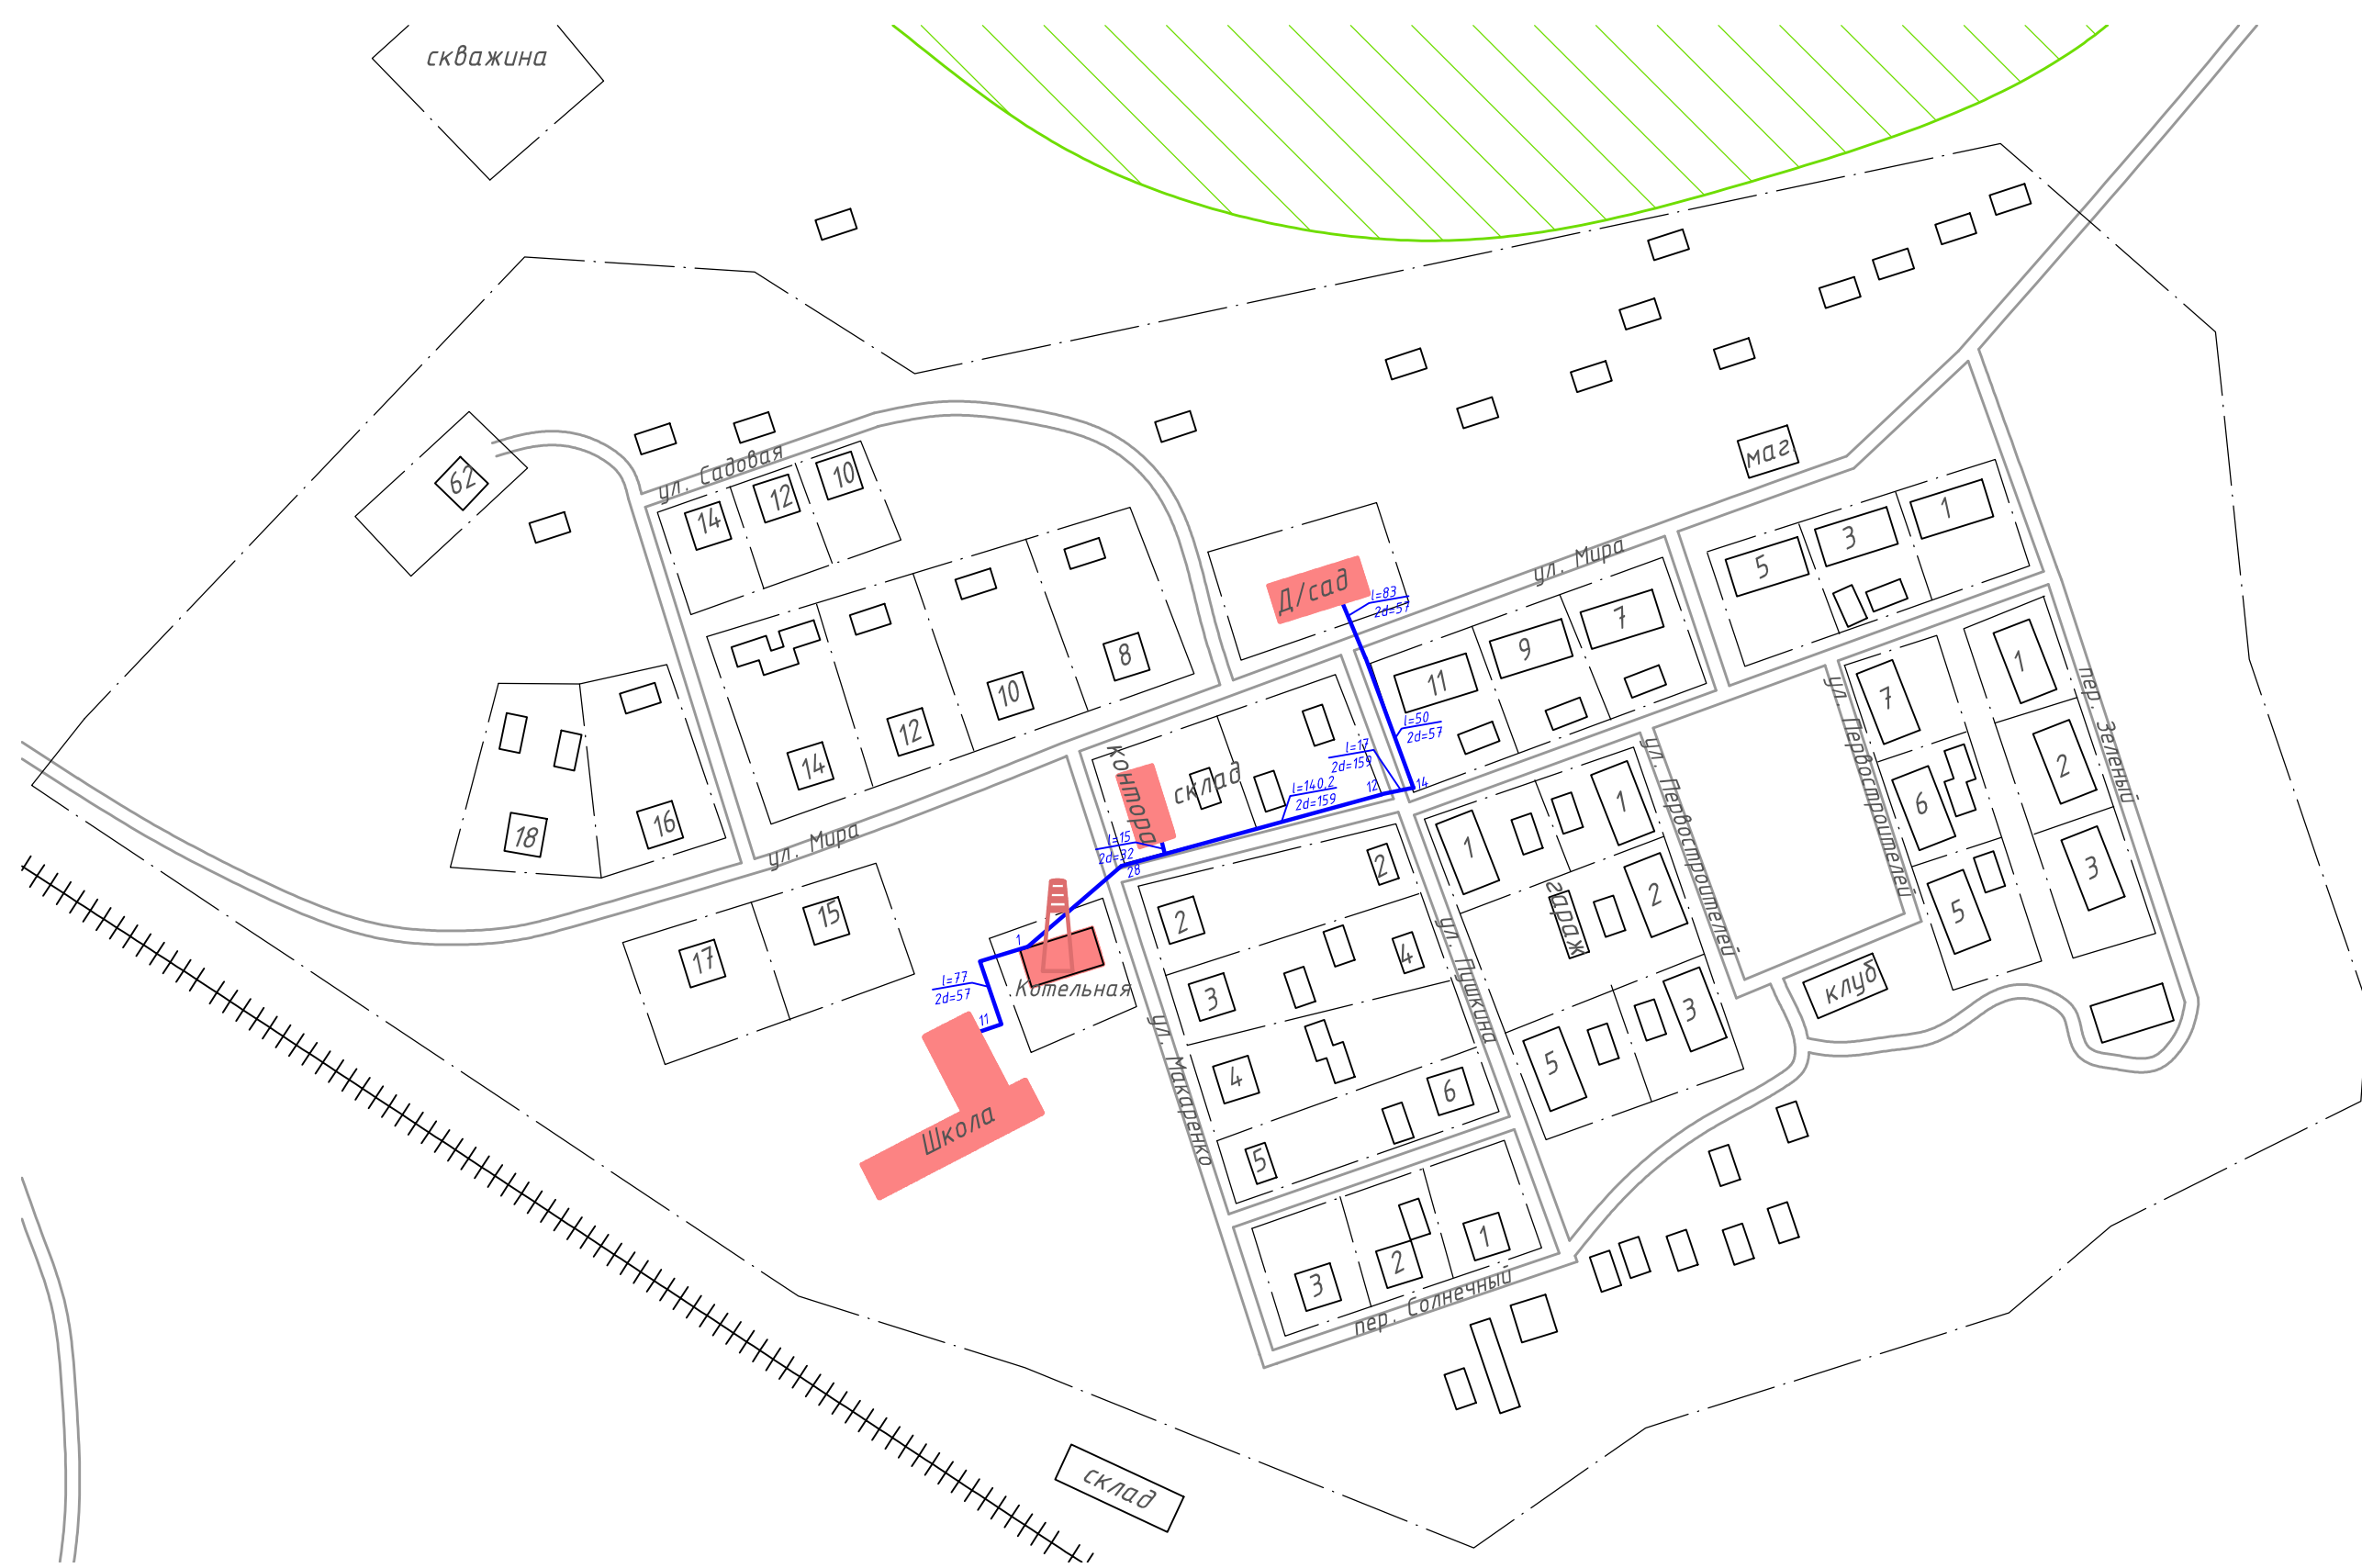 скважина
62
ул. Садовая
14
12
10
маг.
Д/сад
l=83
2d=57
ул. Мира
5
3
1
11
9
7
8
10
12
14
16
18
l=50
2d=57
l=17
2d=159
12
14
l=140,2
2d=159
Контора
склад
l=15
2d=32
28
ул. Мира
15
17
1
l=77
2d=57
11
Котельная
Школа
ул. Макаренко
2
3
4
5
2
4
6
ул. Пушкина
1
1
2
гараж
3
5
ул. Первостроителей
ул. Первостроителей
7
6
5
1
2
3
пер. Зеленый
клуб
3
2
1
пер. Солнечный
склад